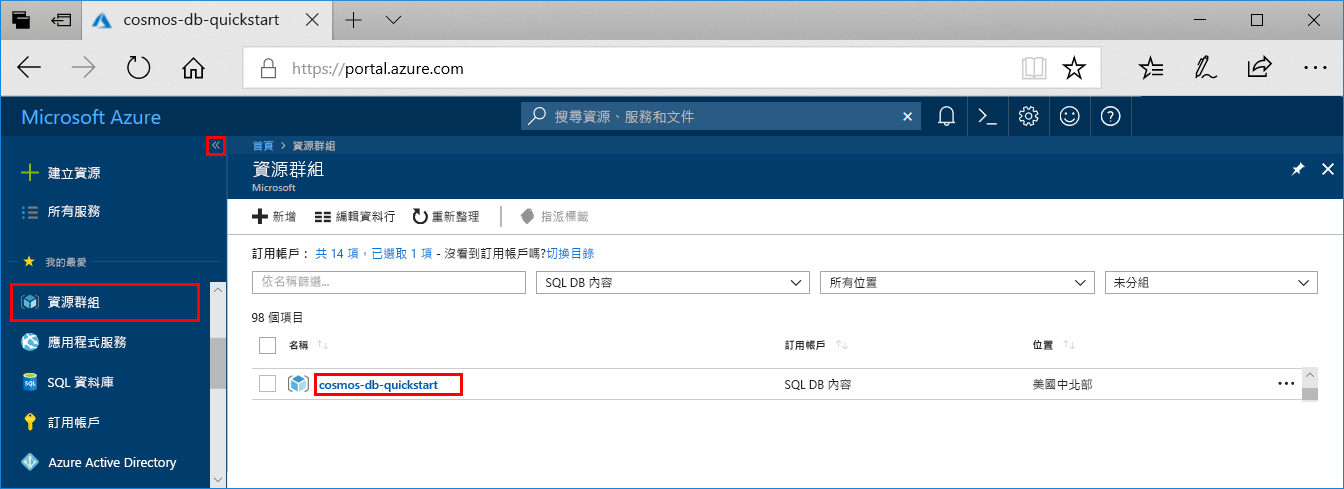 cosmos-db-quickstart
https://portal.azure.com
Microsoft Azure
搜尋資源、服務和文件
建立資源
所有服務
我的最愛
資源群組
應用程式服務
SQL 資料庫
訂用帳戶
Azure Active Directory
首頁 > 資源群組
資源群組
Microsoft
新增 編輯資料行 重新整理 指派標籤
訂用帳戶： 共 14 項，已選取 1 項 - 沒看到訂用帳戶嗎?切換目錄
依名稱篩選... SQL DB 內容 所有位置 未分組
98 個項目
名稱 訂用帳戶 位置
cosmos-db-quickstart SQL DB 內容 美國中北部